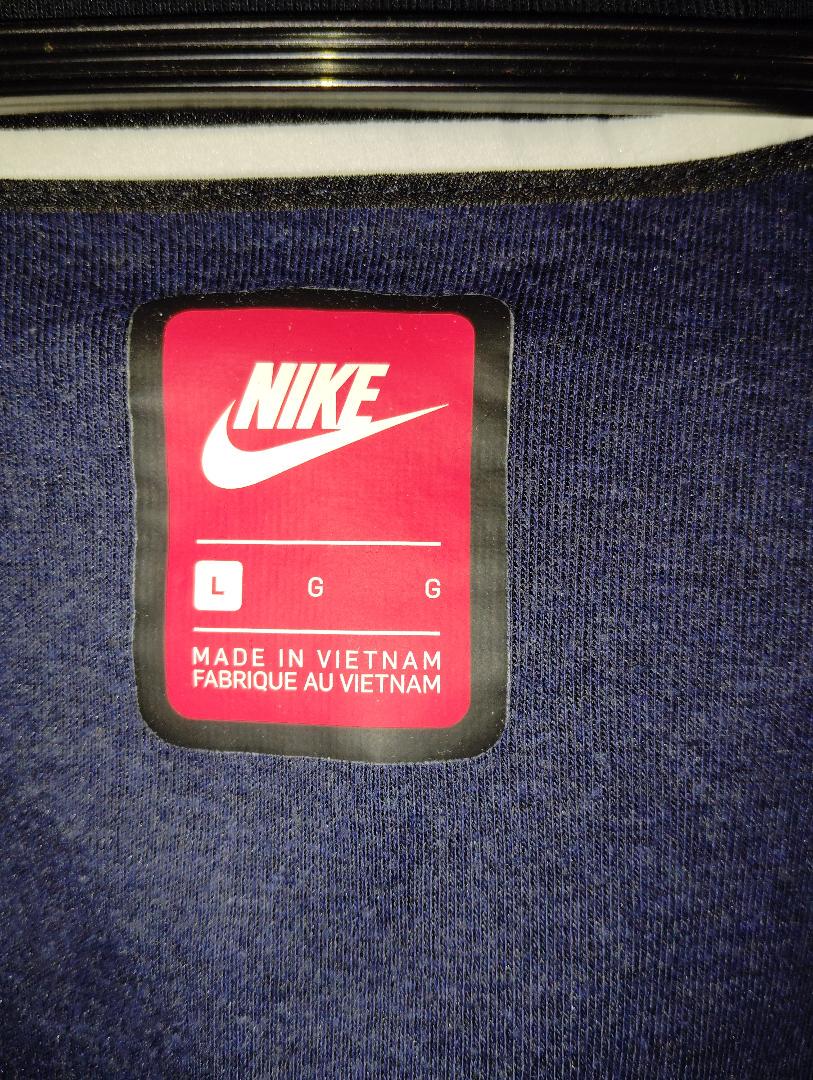 NIKE
L G G
MADE IN VIETNAM
FABRIQUE AU VIETNAM